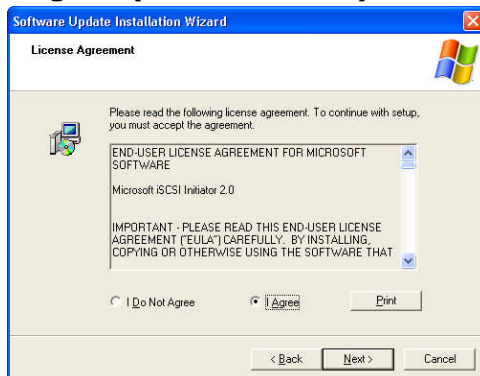 Software Update Installation Wizard
License Agreement
Please read the following license agreement. To continue with setup,
you must accept the agreement.
END-USER LICENSE AGREEMENT FOR MICROSOFT
SOFTWARE
Microsoft iSCSI Initiator 2.0
IMPORTANT - PLEASE READ THIS END-USER LICENSE
AGREEMENT ("EULA") CAREFULLY. BY INSTALLING,
COPYING OR OTHERWISE USING THE SOFTWARE THAT
I Do Not Agree
I Agree
Print
< Back
Next >
Cancel